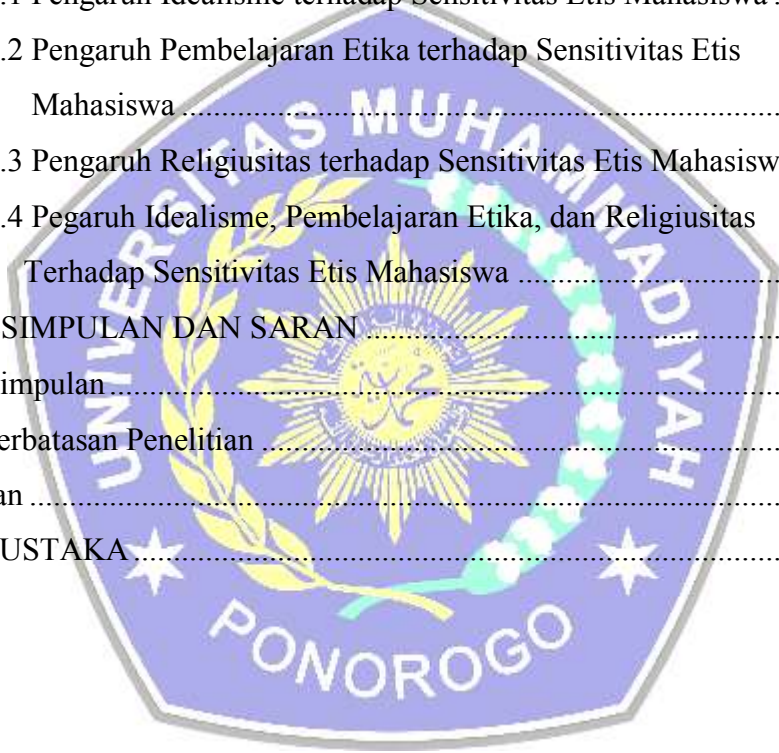 .1 Pengaruh Idealisme terhadap Sensitivitas Etis Mahasiswa .
.2 Pengaruh Pembelajaran Etika terhadap Sensitivitas Etis
Mahasiswa ..............................................................................
.3 Pengaruh Religiusitas terhadap Sensitivitas Etis Mahasisw
.4 Pegaruh Idealisme, Pembelajaran Etika, dan Religiusitas
Terhadap Sensitivitas Etis Mahasiswa ..................................
SIMPULAN DAN SARAN .......................................................
impulan ...................................................................................
erbatasan Penelitian ................................................................
an ............................................................................................
USTAKA ..................................................................................
UNIVERSITAS MUHAMMADIYAH
PONOROGO